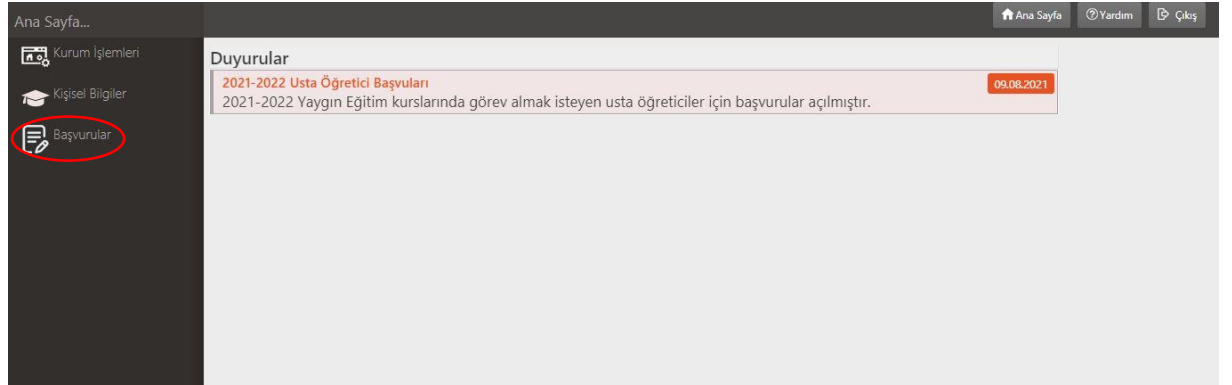 Ana Sayfa...
Ana Sayfa
Yardım
Çıkış
Kurum İşlemleri
Kişisel Bilgiler
Başvurular
Duyurular
2021-2022 Usta Öğretici Başvuları
09.08.2021
2021-2022 Yaygın Eğitim kurslarında görev almak isteyen usta öğreticiler için başvurular açılmıştır.